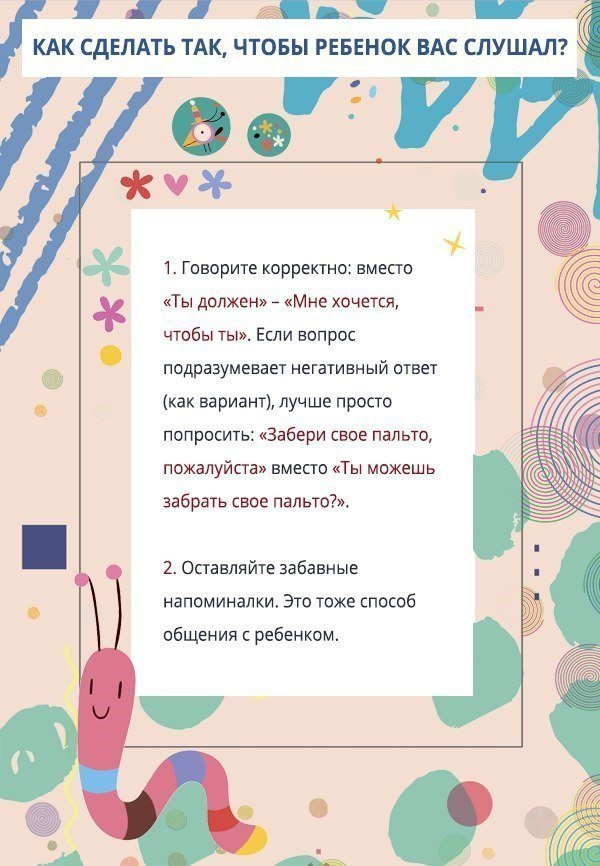 КАК СДЕЛАТЬ ТАК, ЧТОБЫ РЕБЕНОК ВАС СЛУШАЛ?
1. Говорите корректно: вместо
«Ты должен» – «Мне хочется,
чтобы ты». Если вопрос
подразумевает негативный ответ
(как вариант), лучше просто
попросить: «Забери свое пальто,
пожалуйста» вместо «Ты можешь
забрать свое пальто?».
2. Оставляйте забавные
напоминалки. Это тоже способ
общения с ребенком.